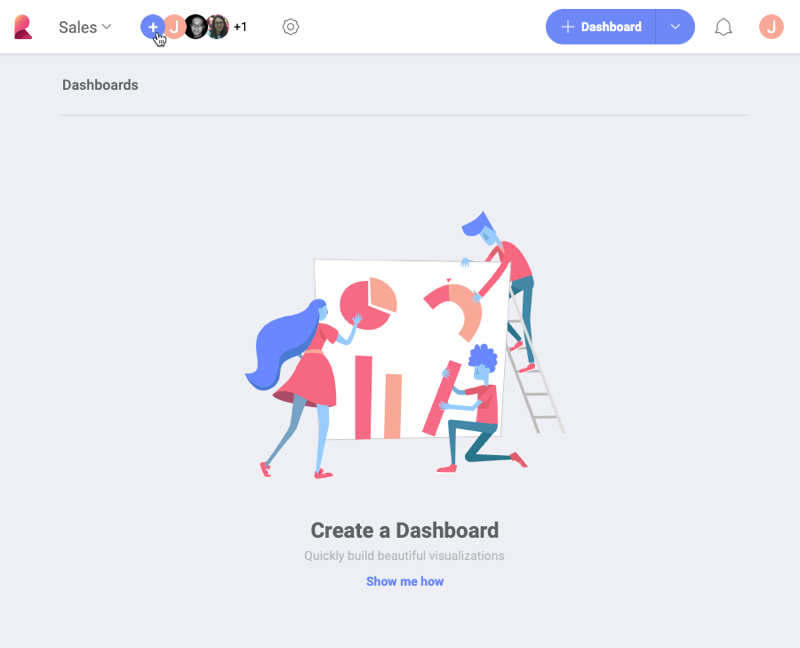 Sales
J
+1
+ Dashboard
J
Dashboards
Create a Dashboard
Quickly build beautiful visualizations
Show me how